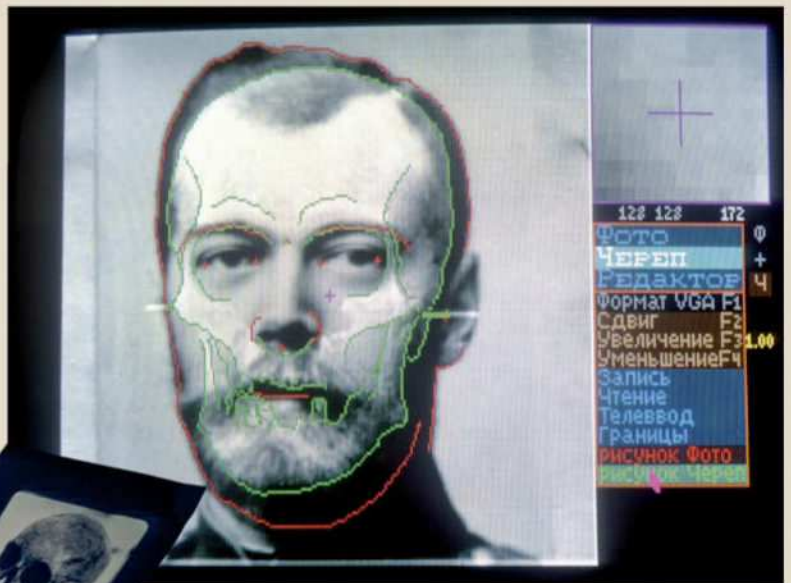 128 128 172
Фото Ф
Череп +
Редактор Ч
Формат VGA F1
Сдвиг F2
Увеличение F3 1.00
Уменьшение F4
Запись
Чтение
Телеввод
Границы
рисунок Фото
рисунок Череп